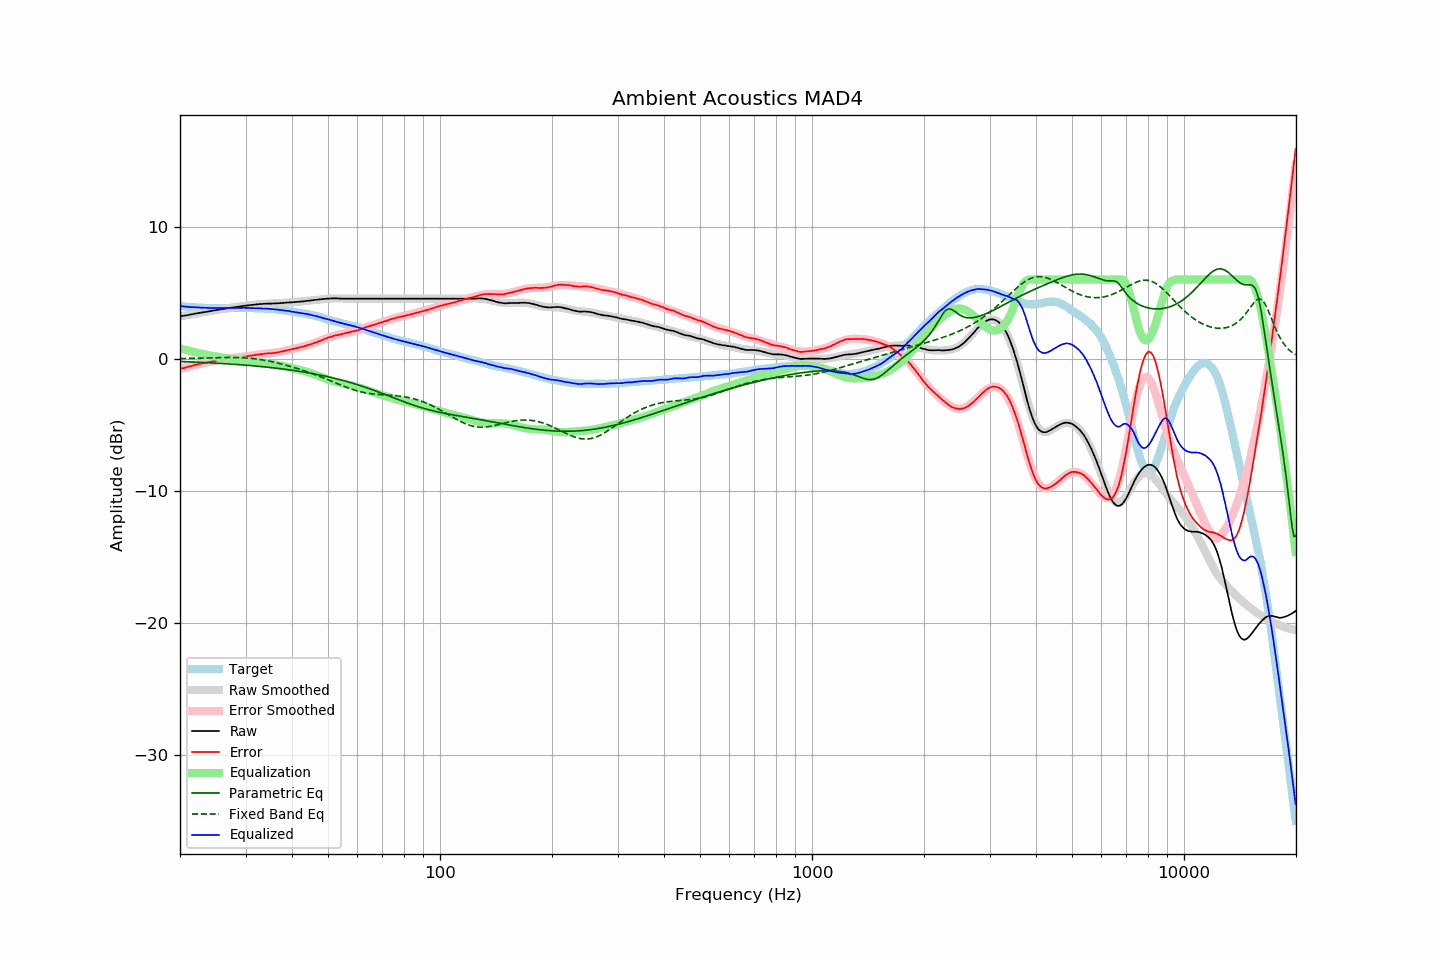 Ambient Acoustics MAD4
10
0
−10
−20
−30
Amplitude (dBr)
Target
Raw Smoothed
Error Smoothed
Raw
Error
Equalization
Parametric Eq
Fixed Band Eq
Equalized
100
1000
10000
Frequency (Hz)